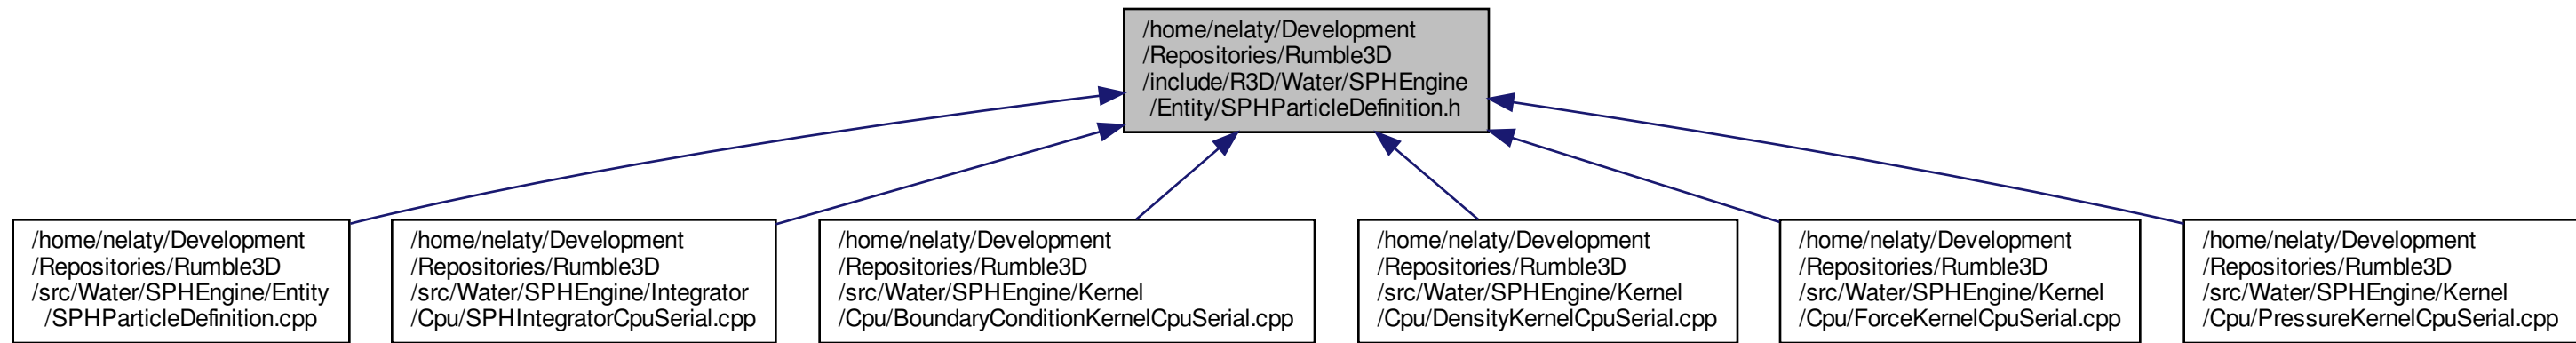 /home/nelaty/Development
/Repositories/Rumble3D
/include/R3D/Water/SPHEngine
/Entity/SPHParticleDefinition.h
/home/nelaty/Development
/Repositories/Rumble3D
/src/Water/SPHEngine/Entity
/SPHParticleDefinition.cpp
/home/nelaty/Development
/Repositories/Rumble3D
/src/Water/SPHEngine/Integrator
/Cpu/SPHIntegratorCpuSerial.cpp
/home/nelaty/Development
/Repositories/Rumble3D
/src/Water/SPHEngine/Kernel
/Cpu/BoundaryConditionKernelCpuSerial.cpp
/home/nelaty/Development
/Repositories/Rumble3D
/src/Water/SPHEngine/Kernel
/Cpu/DensityKernelCpuSerial.cpp
/home/nelaty/Development
/Repositories/Rumble3D
/src/Water/SPHEngine/Kernel
/Cpu/ForceKernelCpuSerial.cpp
/home/nelaty/Development
/Repositories/Rumble3D
/src/Water/SPHEngine/Kernel
/Cpu/PressureKernelCpuSerial.cpp